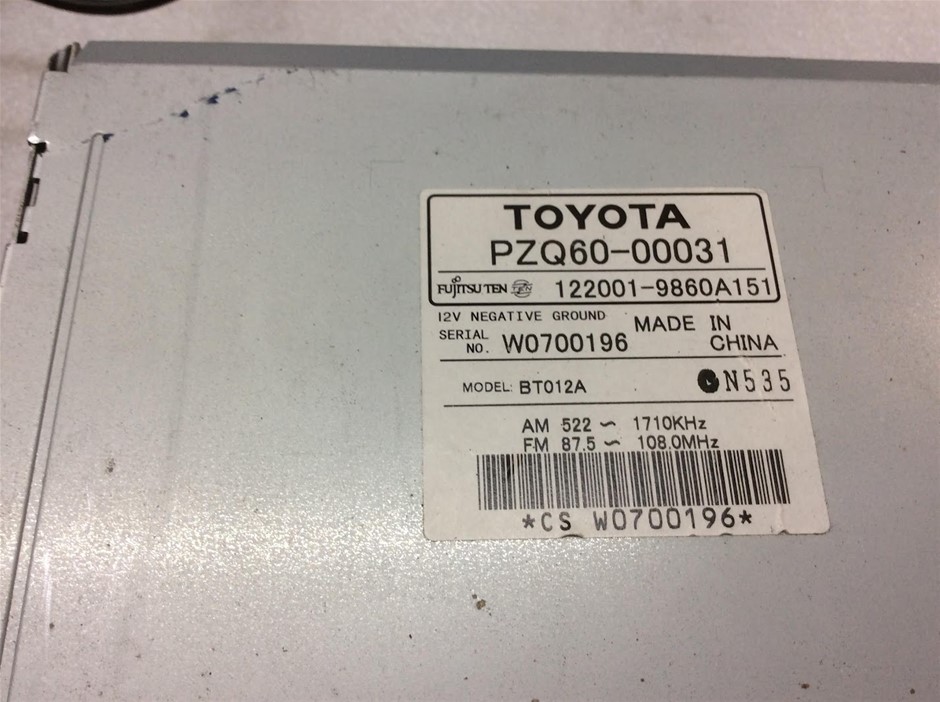 TOYOTA
PZQ60-00031
FUJITSU TEN TEN 122001-9860A151
12V NEGATIVE GROUND
SERIAL NO. W0700196
MADE IN CHINA
MODEL: BT012A
N535
AM 522 ～ 1710KHz
FM 87.5 ～ 108.0MHz
*CS W0700196*